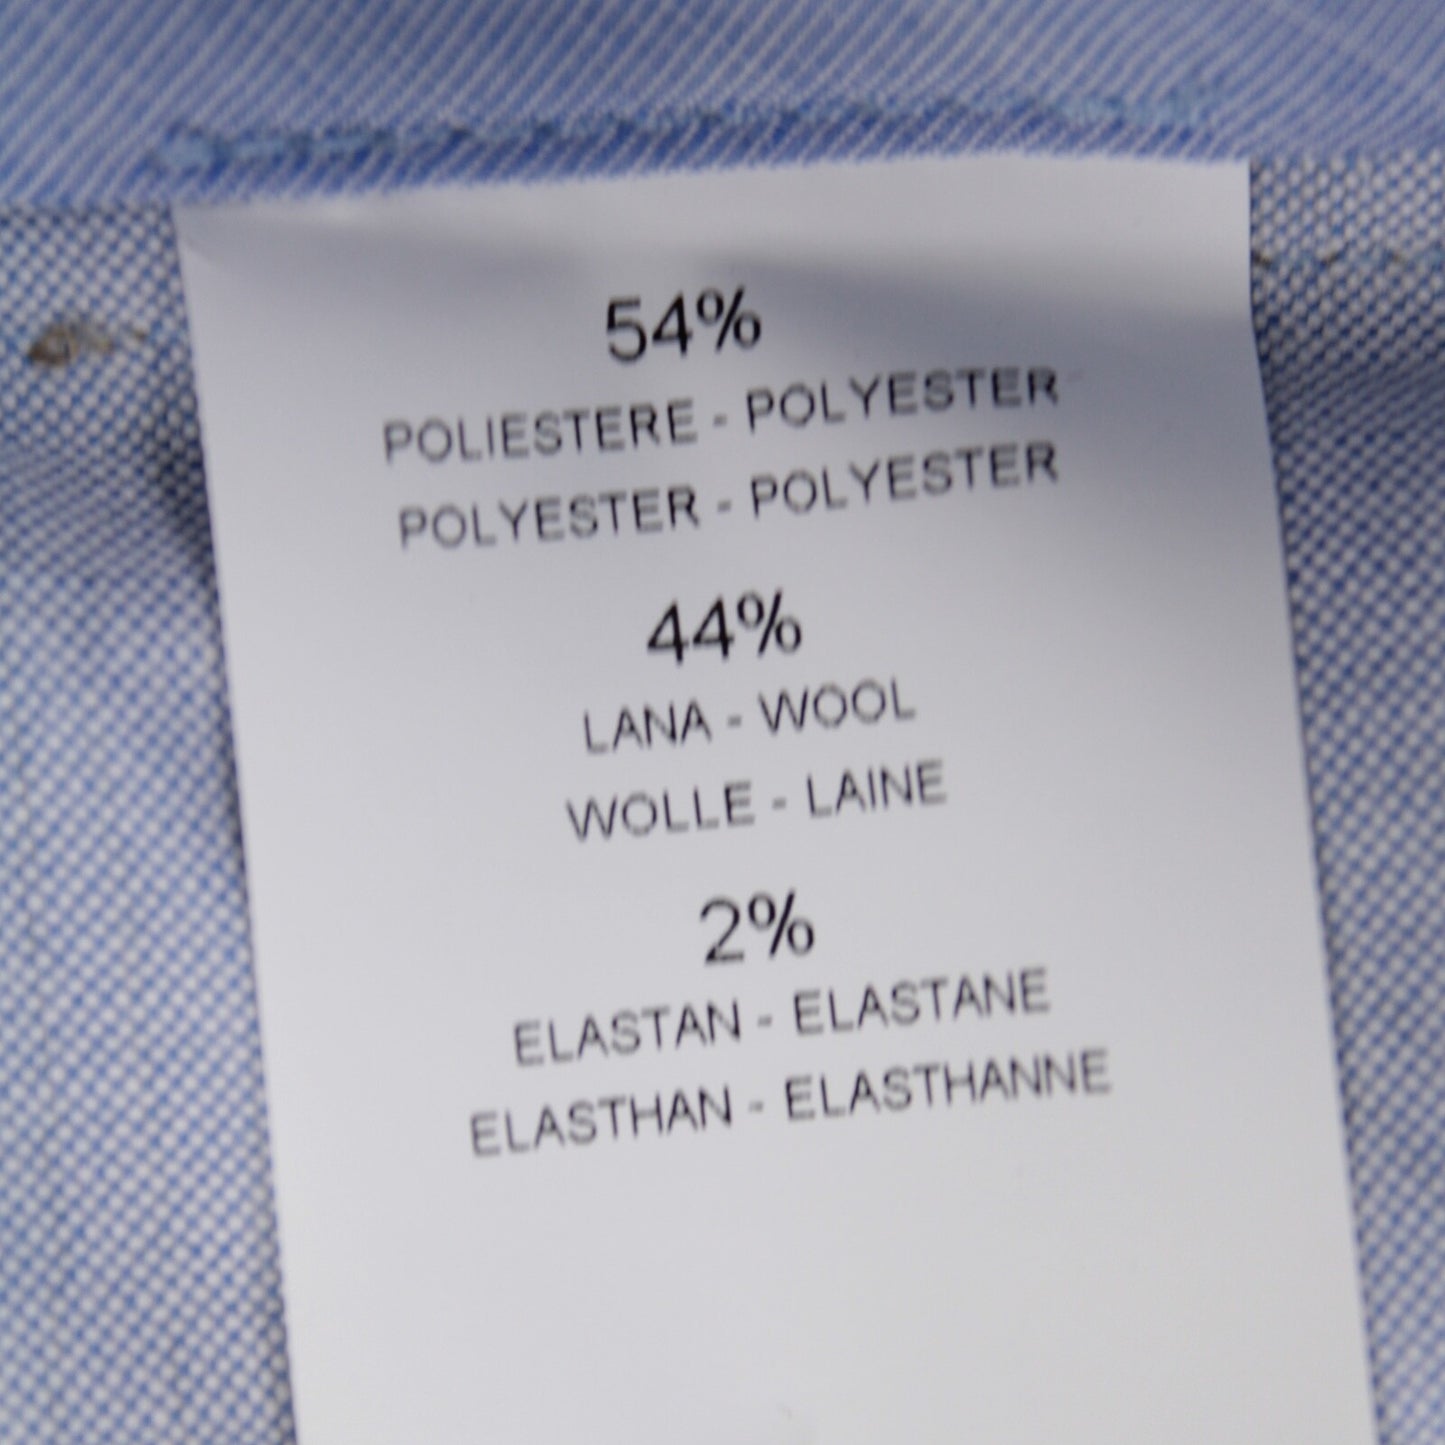 54%
POLIESTERE - POLYESTER
POLYESTER - POLYESTER
44%
LANA - WOOL
WOLLE - LAINE
2%
ELASTAN - ELASTANE
ELASTHAN - ELASTHANNE